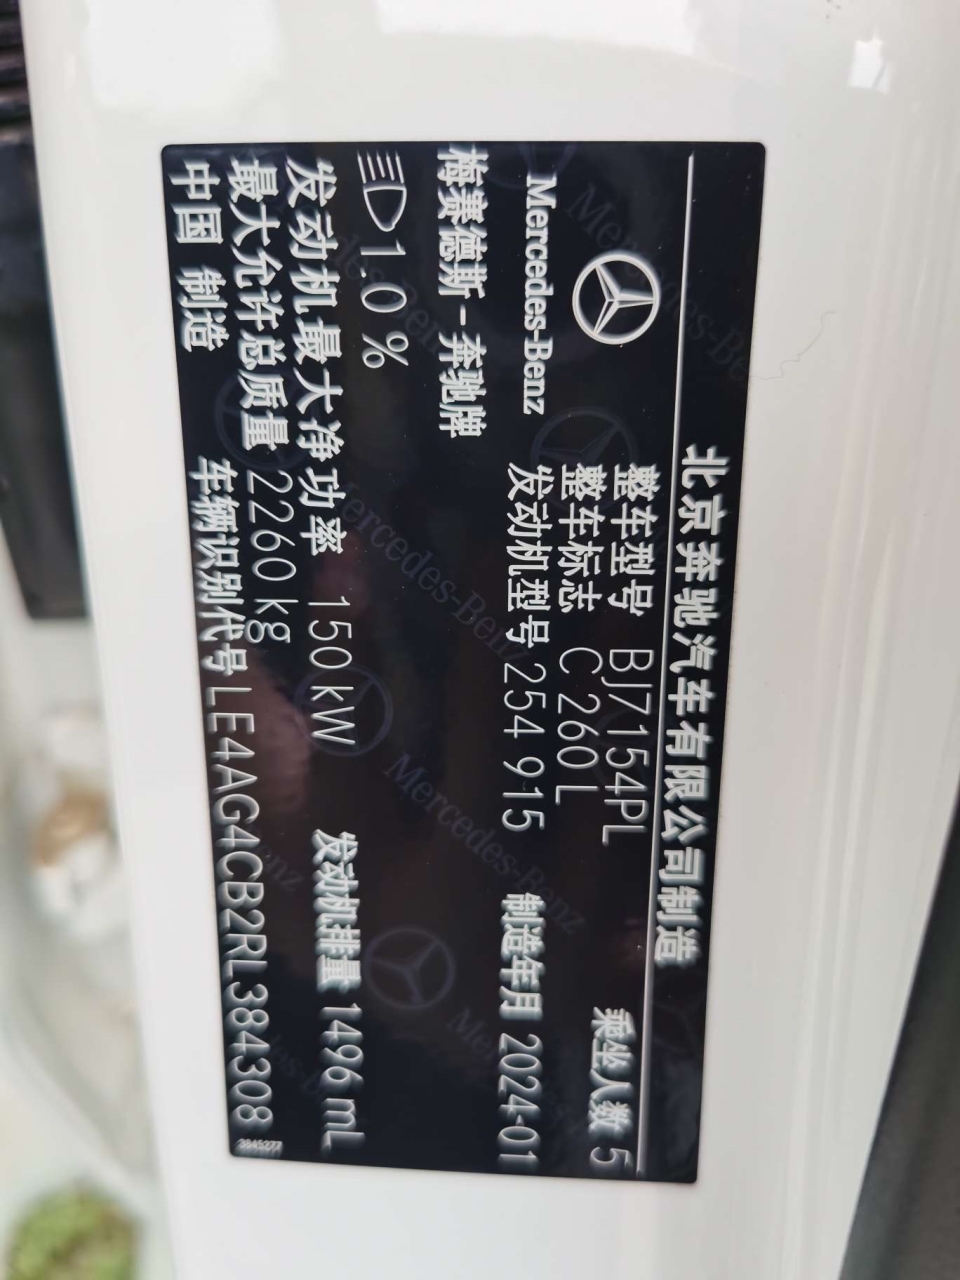 北京奔驰汽车有限公司制造
Mercedes-Benz
整车型号 BJ7154PL 乘坐人数 5
整车标志 C 260 L
发动机型号 254 915 制造年月 2024-01
梅赛德斯-奔驰牌
1.0 %
发动机最大净功率 150 kW 发动机排量 1496 mL
最大允许总质量 2260 kg
中国 制造 车辆识别代号 LE4AG4CB2RL384308
3845277